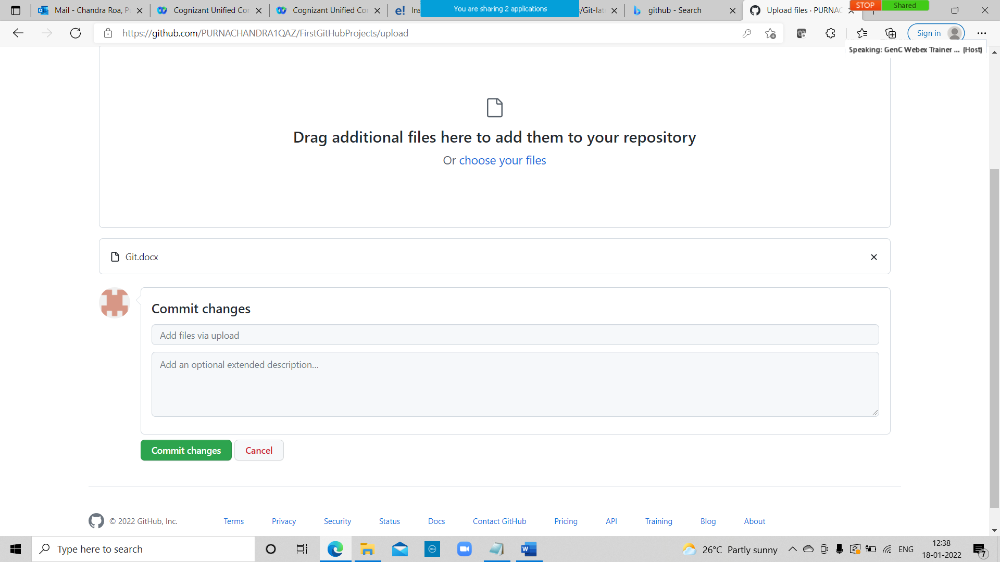 Mail - Chandra Roa, P
Cognizant Unified Cor
Cognizant Unified Co
e! Ins
You are sharing 2 applications
/Git-lat
github - Search
Upload files · PURNAC
STOP
Shared
https://github.com/PURNACHANDRA1QAZ/FirstGitHubProjects/upload
Sign in
Speaking: GenC Webex Trainer ... (Host)
Drag additional files here to add them to your repository
Or choose your files
Git.docx
Commit changes
Add files via upload
Add an optional extended description...
Commit changes
Cancel
© 2022 GitHub, Inc.
Terms
Privacy
Security
Status
Docs
Contact GitHub
Pricing
API
Training
Blog
About
Type here to search
DELL
W
26°C Partly sunny
ENG
12:38
18-01-2022
7